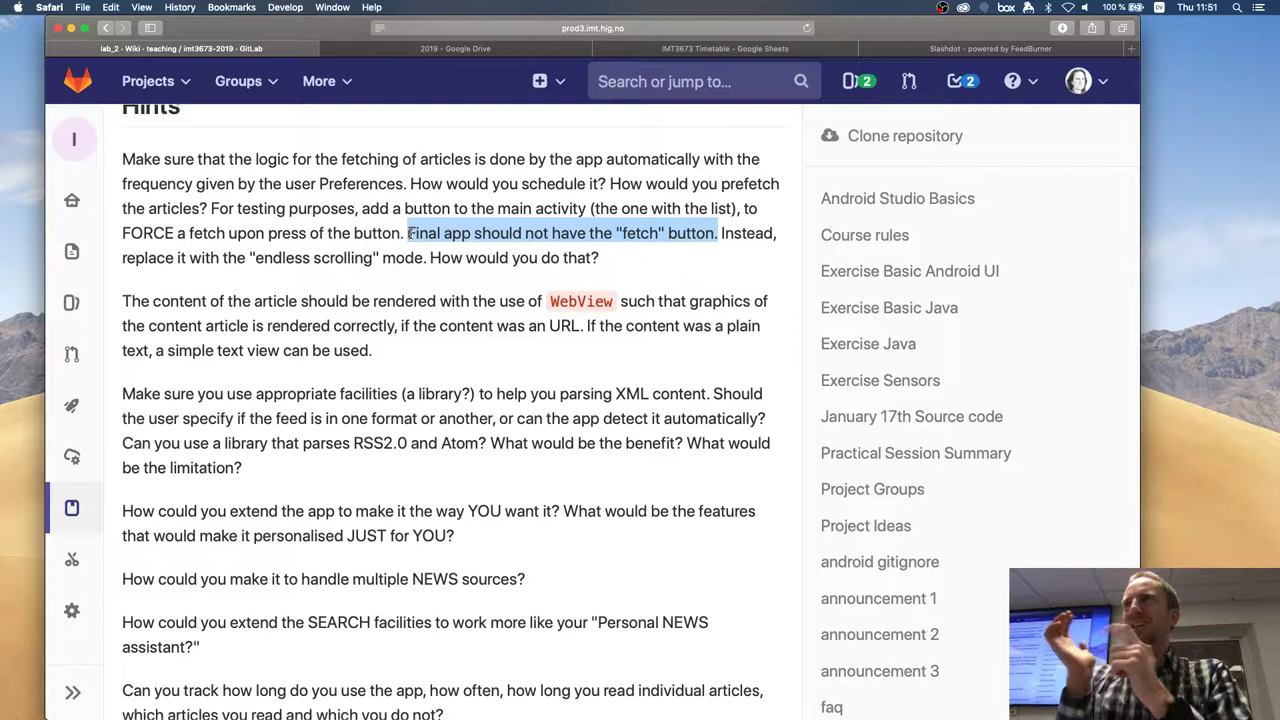 Safari File Edit View History Bookmarks Develop Window Help
box 100 % Thu 11:51
prod3.imt.hig.no
lab_2 · Wiki · teaching / imt3673-2019 · GitLab
2019 – Google Drive
IMT3673 Timetable – Google Sheets
Slashdot - powered by FeedBurner
Projects Groups More
Search or jump to...
2 2
Hints
I
Make sure that the logic for the fetching of articles is done by the app automatically with the
frequency given by the user Preferences. How would you schedule it? How would you prefetch
the articles? For testing purposes, add a button to the main activity (the one with the list), to
FORCE a fetch upon press of the button. Final app should not have the "fetch" button. Instead,
replace it with the "endless scrolling" mode. How would you do that?
The content of the article should be rendered with the use of WebView such that graphics of
the content article is rendered correctly, if the content was an URL. If the content was a plain
text, a simple text view can be used.
Make sure you use appropriate facilities (a library?) to help you parsing XML content. Should
the user specify if the feed is in one format or another, or can the app detect it automatically?
Can you use a library that parses RSS2.0 and Atom? What would be the benefit? What would
be the limitation?
How could you extend the app to make it the way YOU want it? What would be the features
that would make it personalised JUST for YOU?
How could you make it to handle multiple NEWS sources?
How could you extend the SEARCH facilities to work more like your "Personal NEWS
assistant?"
Can you track how long do you use the app, how often, how long you read individual articles,
which articles you read and which you do not?
Clone repository
Android Studio Basics
Course rules
Exercise Basic Android UI
Exercise Basic Java
Exercise Java
Exercise Sensors
January 17th Source code
Practical Session Summary
Project Groups
Project Ideas
android gitignore
announcement 1
announcement 2
announcement 3
faq